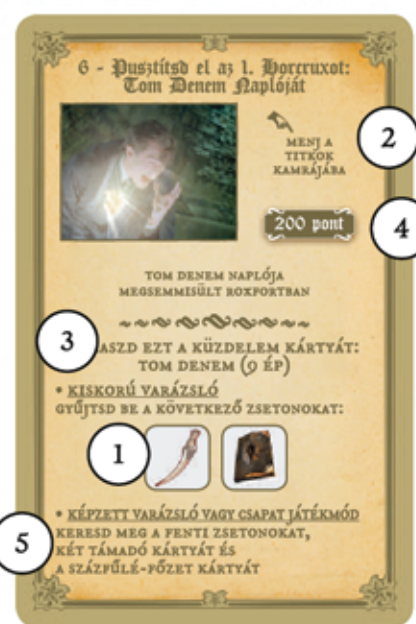 6 - Pusztítsd el az 1. Horcruxot:
Tom Denem Naplóját
MENJ A
TITKOK
KAMRÁJÁBA
2
200 pont
4
TOM DENEM NAPLÓJA
MEGSEMMISÜLT ROXFORTBAN
3
ASZD EZT A KÜZDELEM KÁRTYÁT:
TOM DENEM (9 ÉP)
• KISKORÚ VARÁZSLÓ
GYŰJTSD BE A KÖVETKEZŐ ZSETONOKAT:
1
• KÉPZETT VARÁZSLÓ VAGY CSAPAT JÁTÉKMÓD
5
KERESD MEG A FENTI ZSETONOKAT,
KÉT TÁMADÓ KÁRTYÁT ÉS
A SZÁZFŰLÉ-FŐZET KÁRTYÁT